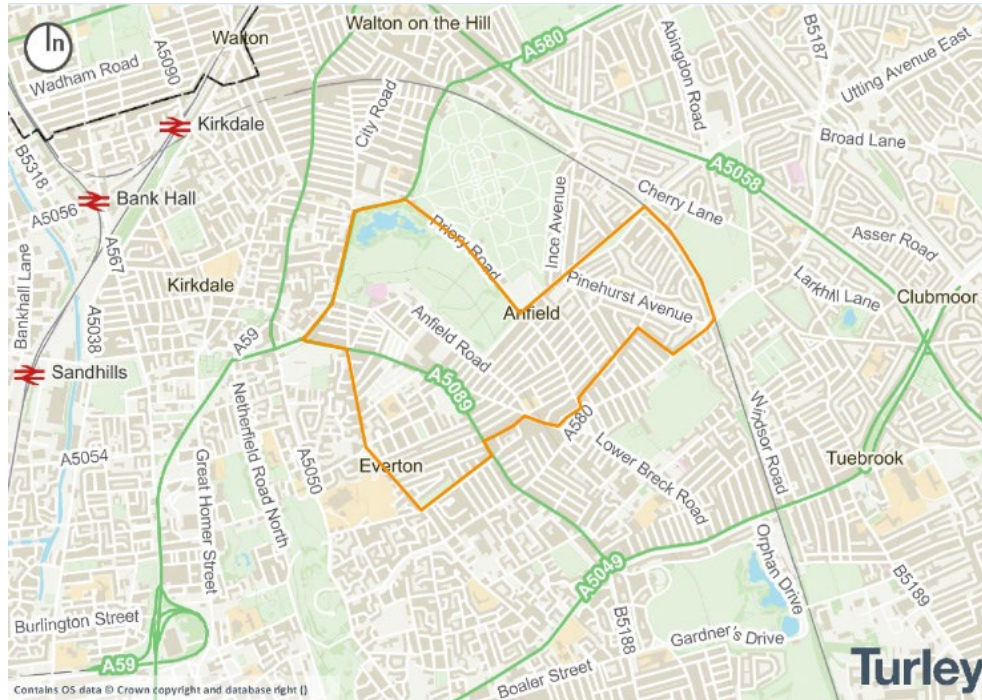 Walton on the Hill
A580
Walton
A5090
Wadham Road
Abingdon Road
B5187
Utting Avenue East
Kirkdale
City Road
Broad Lane
B5318
A5058
Bank Hall
A5056
Cherry Lane
Priory Road
Ince Avenue
Asser Road
A567
Bankhall Lane
Kirkdale
Pinehurst Avenue
Larkhill Lane
Clubmoor
A5038
Anfield
Anfield Road
A59
Sandhills
A5089
Netherfield Road North
Windsor Road
A580
A5054
Great Homer Street
A5050
Everton
Lower Breck Road
Tuebrook
Orphan Drive
A5049
B5189
Burlington Street
B5188
Gardner's Drive
A59
Boaler Street
Turley
Contains OS data © Crown copyright and database right ()